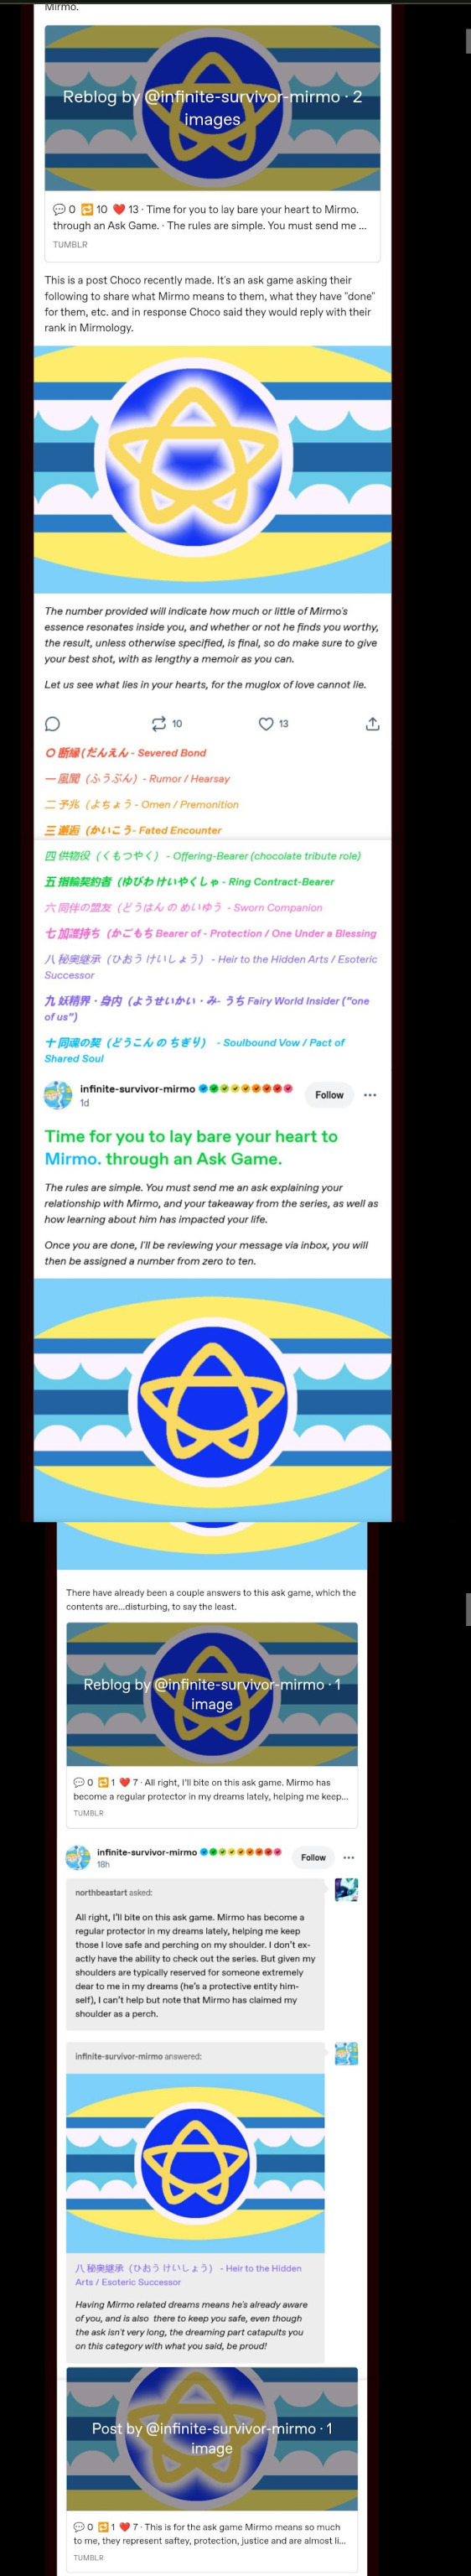 Mirmo.
Reblog by @infinite-survivor-mirmo · 2
images
💬 0 🔁 10 ❤️ 13 · Time for you to lay bare your heart to Mirmo.
through an Ask Game. · The rules are simple. You must send me ...
TUMBLR
This is a post Choco recently made. It's an ask game asking their
following to share what Mirmo means to them, what they have "done"
for them, etc. and in response Choco said they would reply with their
rank in Mirmology.
The number provided will indicate how much or little of Mirmo's
essence resonates inside you, and whether or not he finds you worthy,
the result, unless otherwise specified, is final, so do make sure to give
your best shot, with as lengthy a memoir as you can.
Let us see what lies in your hearts, for the muglox of love cannot lie.
10
13
〇 断縁 (だんえん - Severed Bond
一 風聞（ふうぶん）- Rumor / Hearsay
二 予兆（よちょう - Omen / Premonition
三 邂逅（かいこう- Fated Encounter
四 供物役（くもつやく）- Offering-Bearer (chocolate tribute role)
五 指輪契約者（ゆびわ けいやくしゃ - Ring Contract-Bearer
六 同伴の盟友（どうはん の めいゆう - Sworn Companion
七 加護持ち（かごもち Bearer of - Protection / One Under a Blessing
八 秘奥継承（ひおう けいしょう） - Heir to the Hidden Arts / Esoteric
Successor
九 妖精界・身内（ようせいかい・み- うち Fairy World Insider ("one
of us")
十 同魂の契（どうこん の ちぎり） - Soulbound Vow / Pact of
Shared Soul
infinite-survivor-mirmo
Follow
1d
Time for you to lay bare your heart to
Mirmo. through an Ask Game.
The rules are simple. You must send me an ask explaining your
relationship with Mirmo, and your takeaway from the series, as well as
how learning about him has impacted your life.
Once you are done, I'll be reviewing your message via inbox, you will
then be assigned a number from zero to ten.
There have already been a couple answers to this ask game, which the
contents are...disturbing, to say the least.
Reblog by @infinite-survivor-mirmo · 1
image
💬 0 🔁 1 ❤️ 7 · All right, I'll bite on this ask game. Mirmo has
become a regular protector in my dreams lately, helping me keep...
TUMBLR
infinite-survivor-mirmo
Follow
18h
northbeastart asked:
All right, I'll bite on this ask game. Mirmo has become a
regular protector in my dreams lately, helping me keep
those I love safe and perching on my shoulder. I don't ex-
actly have the ability to check out the series. But given my
shoulders are typically reserved for someone extremely
dear to me in my dreams (he's a protective entity him-
self), I can't help but note that Mirmo has claimed my
shoulder as a perch.
infinite-survivor-mirmo answered:
八 秘奥継承（ひおう けいしょう） - Heir to the Hidden
Arts / Esoteric Successor
Having Mirmo related dreams means he's already aware
of you, and is also there to keep you safe, even though
the ask isn't very long, the dreaming part catapults you
on this category with what you said, be proud!
Post by @infinite-survivor-mirmo · 1
image
💬 0 🔁 1 ❤️ 7 · This is for the ask game Mirmo means so much
to me, they represent saftey, protection, justice and are almost li...
TUMBLR